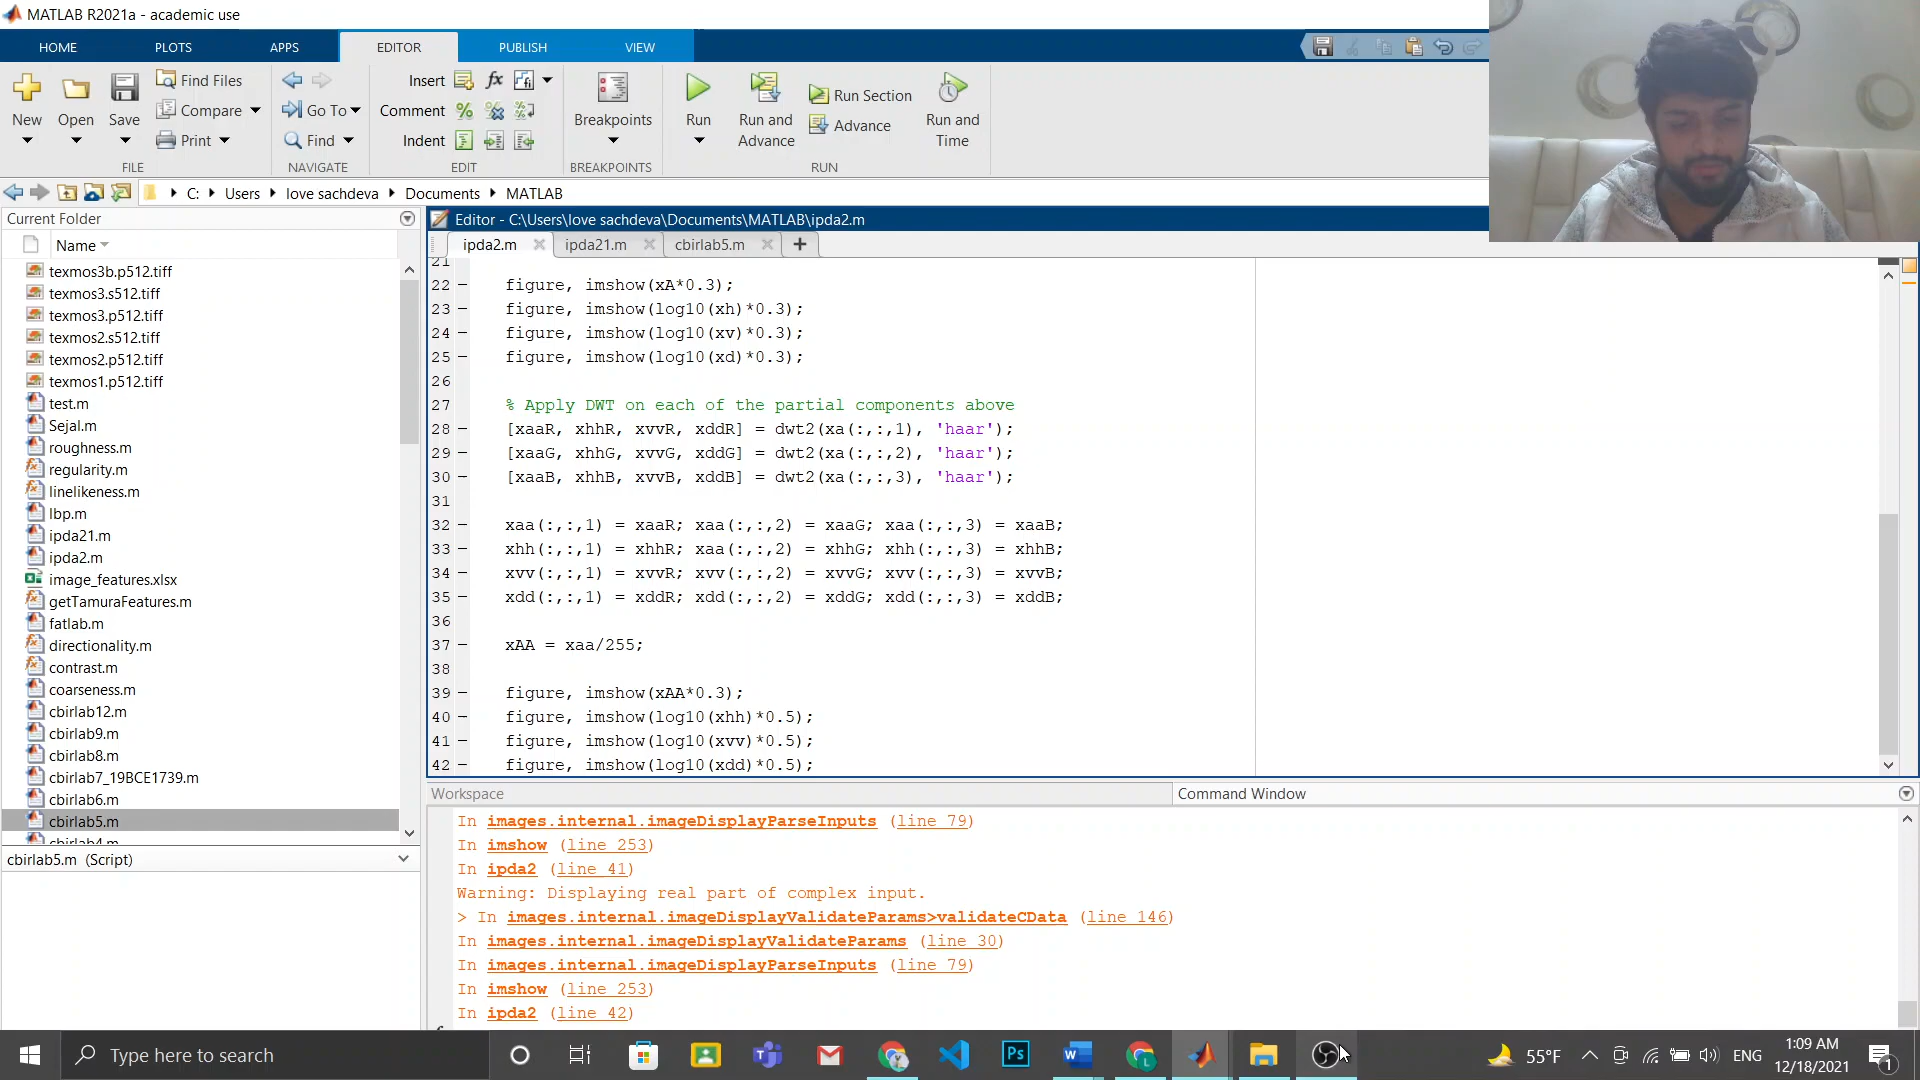 MATLAB R2021a - academic use
HOME PLOTS APPS EDITOR PUBLISH VIEW
New Open Save Find Files Compare Print
FILE
Go To Find
NAVIGATE
Insert fx
Comment
Indent
EDIT
Breakpoints
BREAKPOINTS
Run Run and Advance Run Section Advance Run and Time
RUN
C: Users love sachdeva Documents MATLAB
Current Folder
Name
texmos3b.p512.tiff
texmos3.s512.tiff
texmos3.p512.tiff
texmos2.s512.tiff
texmos2.p512.tiff
texmos1.p512.tiff
test.m
Sejal.m
roughness.m
regularity.m
linelikeness.m
lbp.m
ipda21.m
ipda2.m
image_features.xlsx
getTamuraFeatures.m
fatlab.m
directionality.m
contrast.m
coarseness.m
cbirlab12.m
cbirlab9.m
cbirlab8.m
cbirlab7_19BCE1739.m
cbirlab6.m
cbirlab5.m
cbirlab4.m
cbirlab5.m (Script)
Editor - C:\Users\love sachdeva\Documents\MATLAB\ipda2.m
ipda2.m ipda21.m cbirlab5.m
21
22 figure, imshow(xA*0.3);
23 figure, imshow(log10(xh)*0.3);
24 figure, imshow(log10(xv)*0.3);
25 figure, imshow(log10(xd)*0.3);
26
27 % Apply DWT on each of the partial components above
28 [xaaR, xhhR, xvvR, xddR] = dwt2(xa(:,:,1), 'haar');
29 [xaaG, xhhG, xvvG, xddG] = dwt2(xa(:,:,2), 'haar');
30 [xaaB, xhhB, xvvB, xddB] = dwt2(xa(:,:,3), 'haar');
31
32 xaa(:,:,1) = xaaR; xaa(:,:,2) = xaaG; xaa(:,:,3) = xaaB;
33 xhh(:,:,1) = xhhR; xaa(:,:,2) = xhhG; xhh(:,:,3) = xhhB;
34 xvv(:,:,1) = xvvR; xvv(:,:,2) = xvvG; xvv(:,:,3) = xvvB;
35 xdd(:,:,1) = xddR; xdd(:,:,2) = xddG; xdd(:,:,3) = xddB;
36
37 xAA = xaa/255;
38
39 figure, imshow(xAA*0.3);
40 figure, imshow(log10(xhh)*0.5);
41 figure, imshow(log10(xvv)*0.5);
42 figure, imshow(log10(xdd)*0.5);
Workspace
Command Window
In images.internal.imageDisplayParseInputs (line 79)
In imshow (line 253)
In ipda2 (line 41)
Warning: Displaying real part of complex input.
> In images.internal.imageDisplayValidateParams>validateCData (line 146)
In images.internal.imageDisplayValidateParams (line 30)
In images.internal.imageDisplayParseInputs (line 79)
In imshow (line 253)
In ipda2 (line 42)
Type here to search
Ps
55°F
ENG
1:09 AM
12/18/2021
1